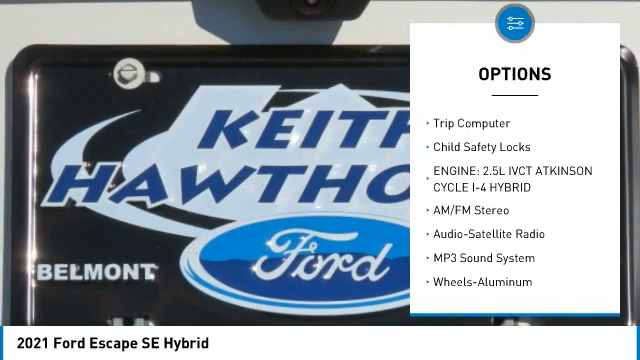 KEITH
HAWTHO
Ford
BELMONT
OPTIONS
Trip Computer
Child Safety Locks
ENGINE: 2.5L IVCT ATKINSON
CYCLE I-4 HYBRID
AM/FM Stereo
Audio-Satellite Radio
MP3 Sound System
Wheels-Aluminum
2021 Ford Escape SE Hybrid